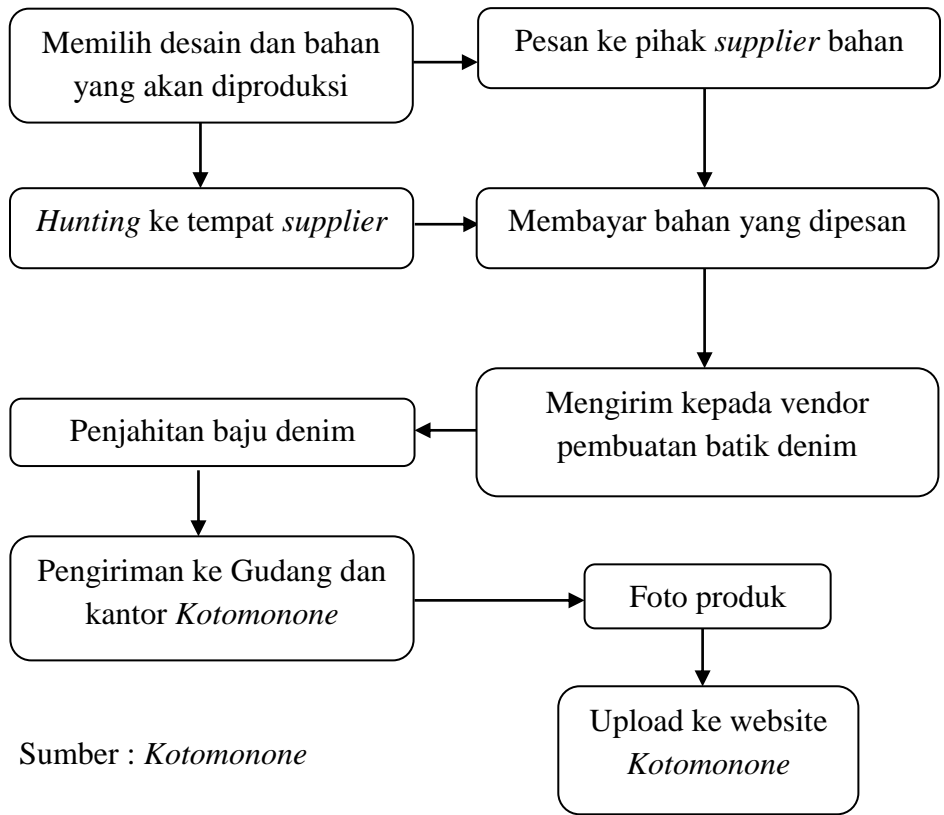 Memilih desain dan bahan
yang akan diproduksi
Pesan ke pihak supplier bahan
Hunting ke tempat supplier
Membayar bahan yang dipesan
Mengirim kepada vendor
pembuatan batik denim
Penjahitan baju denim
Pengiriman ke Gudang dan
kantor Kotomonone
Foto produk
Upload ke website
Kotomonone
Sumber : Kotomonone